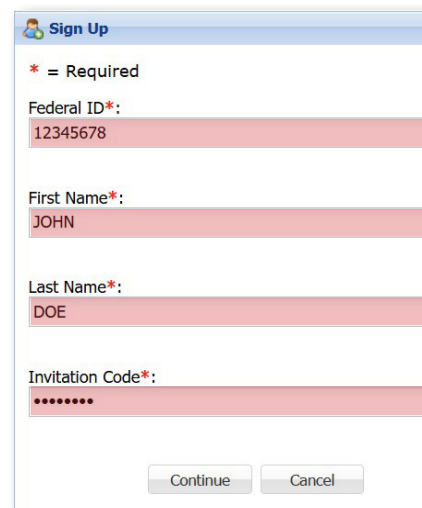 Sign Up
* = Required
Federal ID*:
12345678
First Name*:
JOHN
Last Name*:
DOE
Invitation Code*:
••••••••
Continue Cancel